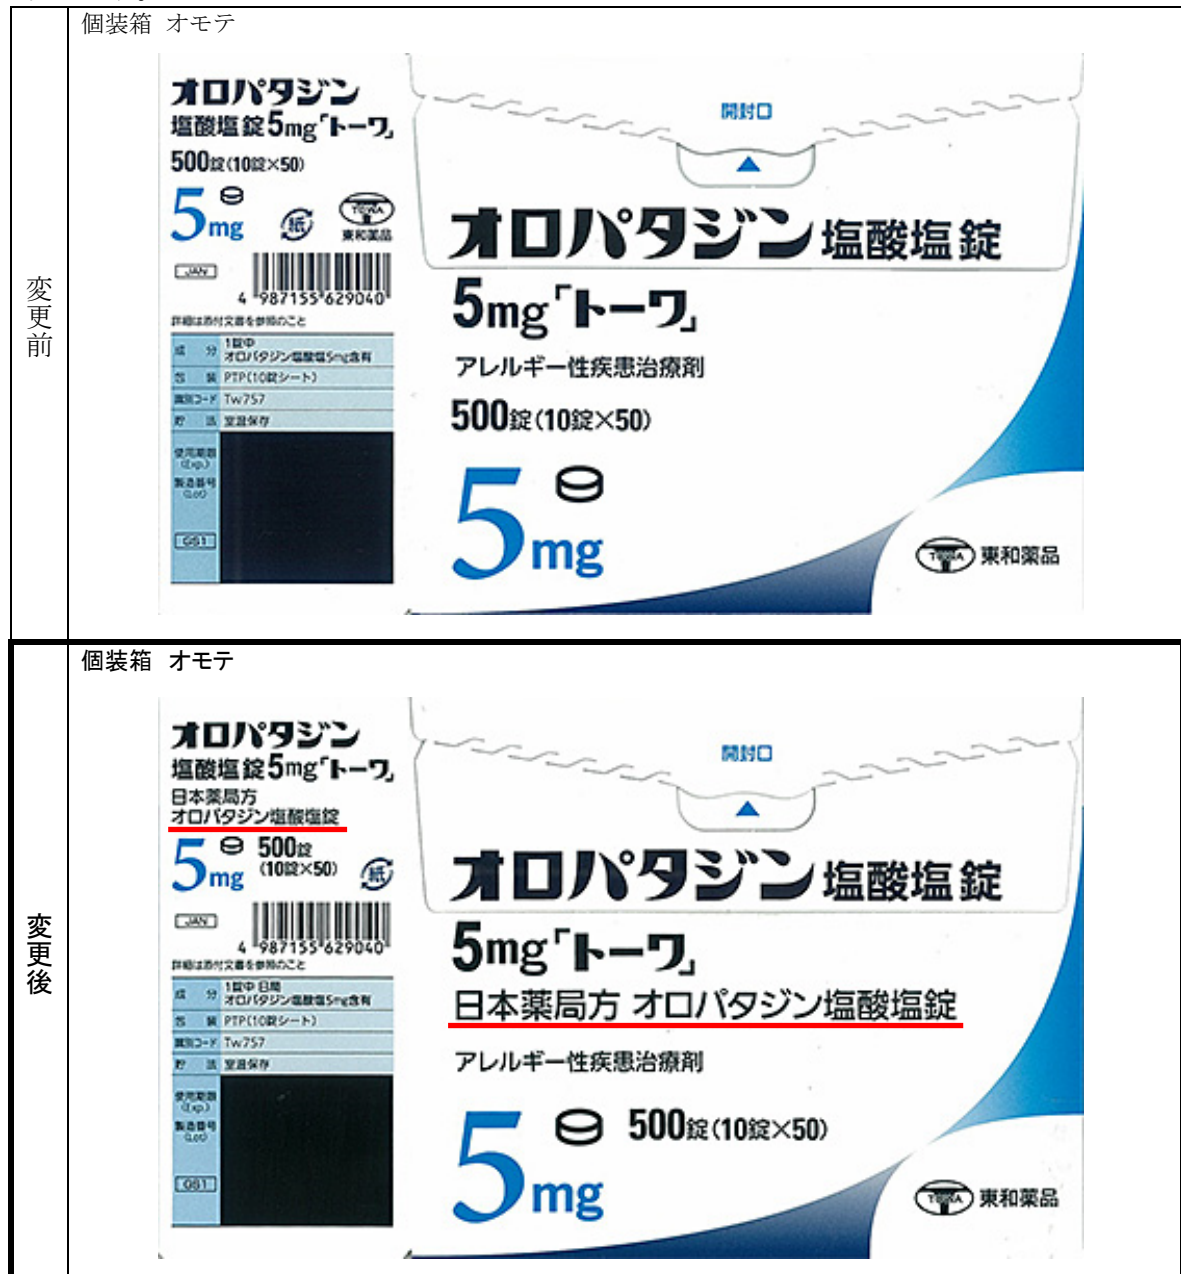 変更前
個装箱 オモテ
オロパタジン
塩酸塩錠5mg「トーワ」
500錠(10錠×50)
5mg
紙
TOWA
東和薬品
JAN
4 987155 629040
詳細は添付文書を参照のこと
成分 1錠中
オロパタジン塩酸塩5mg含有
包装 PTP(10錠シート)
識別コード Tw757
貯法 室温保存
使用期限
(Exp.)
製造番号
(Lot)
GS1
開封口
オロパタジン塩酸塩錠
5mg「トーワ」
アレルギー性疾患治療剤
500錠(10錠×50)
5mg
TOWA 東和薬品
変更後
個装箱 オモテ
オロパタジン
塩酸塩錠5mg「トーワ」
日本薬局方
オロパタジン塩酸塩錠
5mg
500錠
(10錠×50)
紙
JAN
4 987155 629040
詳細は添付文書を参照のこと
成分 1錠中 日局
オロパタジン塩酸塩5mg含有
包装 PTP(10錠シート)
識別コード Tw757
貯法 室温保存
使用期限
(Exp.)
製造番号
(Lot)
GS1
開封口
オロパタジン塩酸塩錠
5mg「トーワ」
日本薬局方 オロパタジン塩酸塩錠
アレルギー性疾患治療剤
5mg
500錠(10錠×50)
TOWA 東和薬品